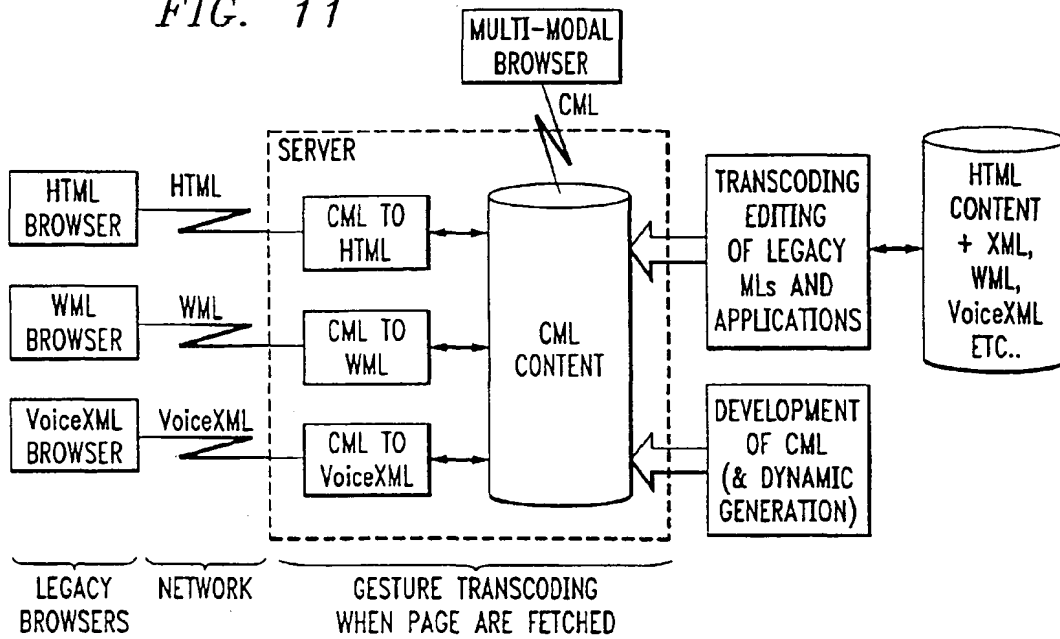 FIG. 11
MULTI-MODAL
BROWSER
CML
SERVER
HTML
BROWSER
HTML
CML TO
HTML
WML
BROWSER
WML
CML TO
WML
VoiceXML
BROWSER
VoiceXML
CML TO
VoiceXML
CML
CONTENT
TRANSCODING
EDITING
OF LEGACY
MLs AND
APPLICATIONS
HTML
CONTENT
+ XML,
WML,
VoiceXML
ETC..
DEVELOPMENT
OF CML
(& DYNAMIC
GENERATION)
LEGACY
BROWSERS
NETWORK
GESTURE TRANSCODING
WHEN PAGE ARE FETCHED